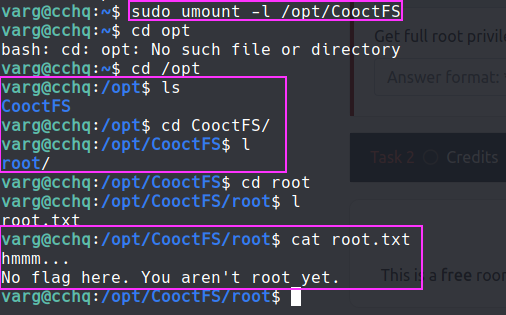 varg@cchq:~$ sudo umount -l /opt/CooctFS
varg@cchq:~$ cd opt
bash: cd: opt: No such file or directory
varg@cchq:~$ cd /opt
varg@cchq:/opt$ ls
CooctFS
varg@cchq:/opt$ cd CooctFS/
varg@cchq:/opt/CooctFS$ l
root/
varg@cchq:/opt/CooctFS$ cd root
varg@cchq:/opt/CooctFS/root$ l
root.txt
varg@cchq:/opt/CooctFS/root$ cat root.txt
hmmm...
No flag here. You aren't root yet.
varg@cchq:/opt/CooctFS/root$
Get full root privile
Answer format:
Task 2
Credits
This is a free roor